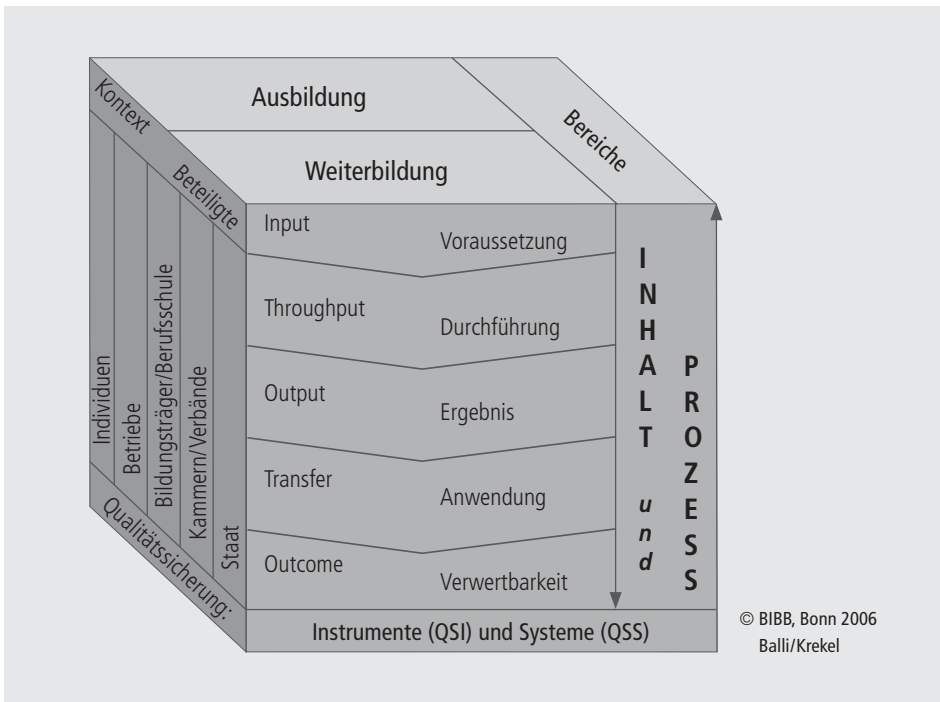 Ausbildung
Weiterbildung
Bereiche
Kontext
Beteiligte
Individuen
Betriebe
Bildungsträger/Berufsschule
Kammern/Verbände
Staat
Input
Voraussetzung
Throughput
Durchführung
Output
Ergebnis
Transfer
Anwendung
Outcome
Verwertbarkeit
INHALT und
PROZESS
Qualitätssicherung:
Instrumente (QSI) und Systeme (QSS)
© BIBB, Bonn 2006
Balli/Krekel